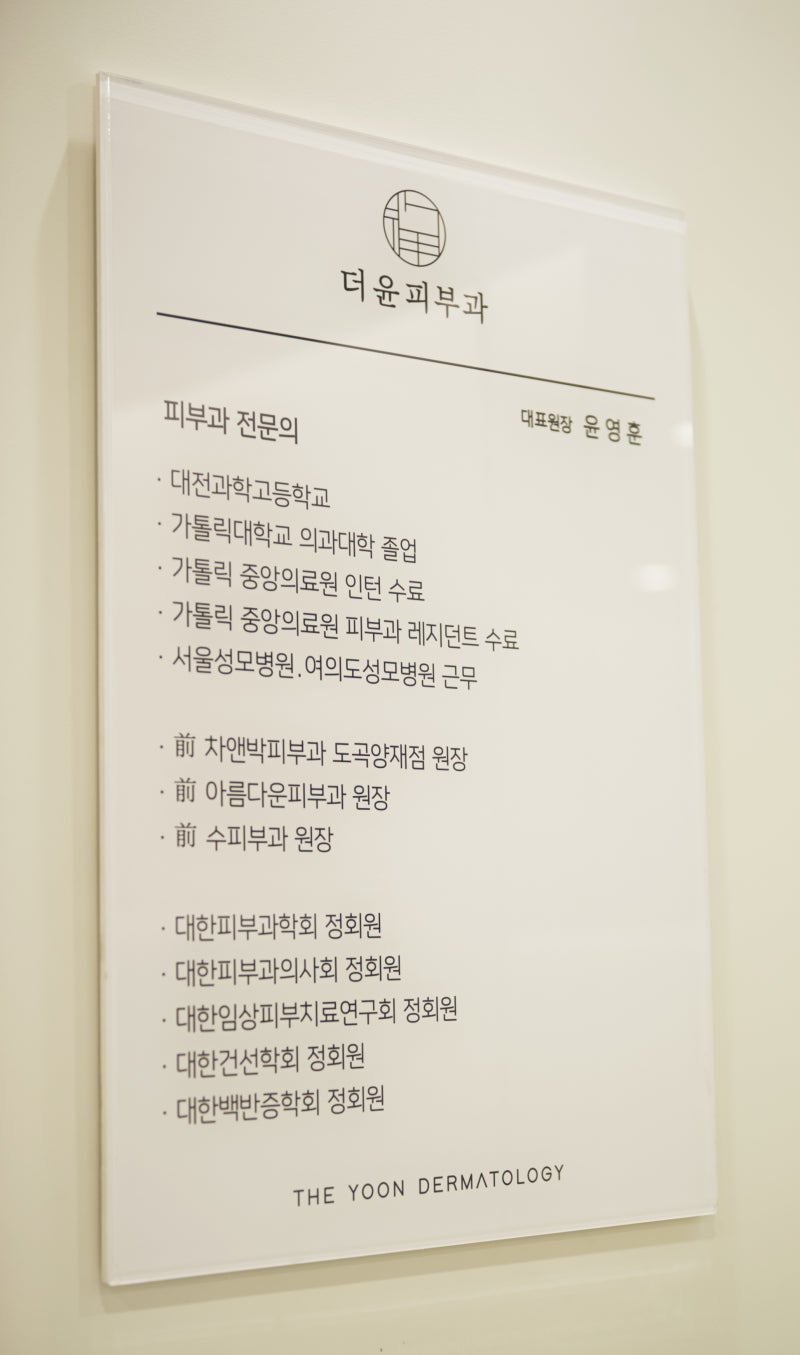 더윤피부과
대표원장 윤영훈
피부과 전문의
· 대전과학고등학교
· 가톨릭대학교 의과대학 졸업
· 가톨릭 중앙의료원 인턴 수료
· 가톨릭 중앙의료원 피부과 레지던트 수료
· 서울성모병원.여의도성모병원 근무
· 前 차앤박피부과 도곡양재점 원장
· 前 아름다운피부과 원장
· 前 수피부과 원장
· 대한피부과학회 정회원
· 대한피부과의사회 정회원
· 대한임상피부치료연구회 정회원
· 대한건선학회 정회원
· 대한백반증학회 정회원
THE YOON DERMATOLOGY